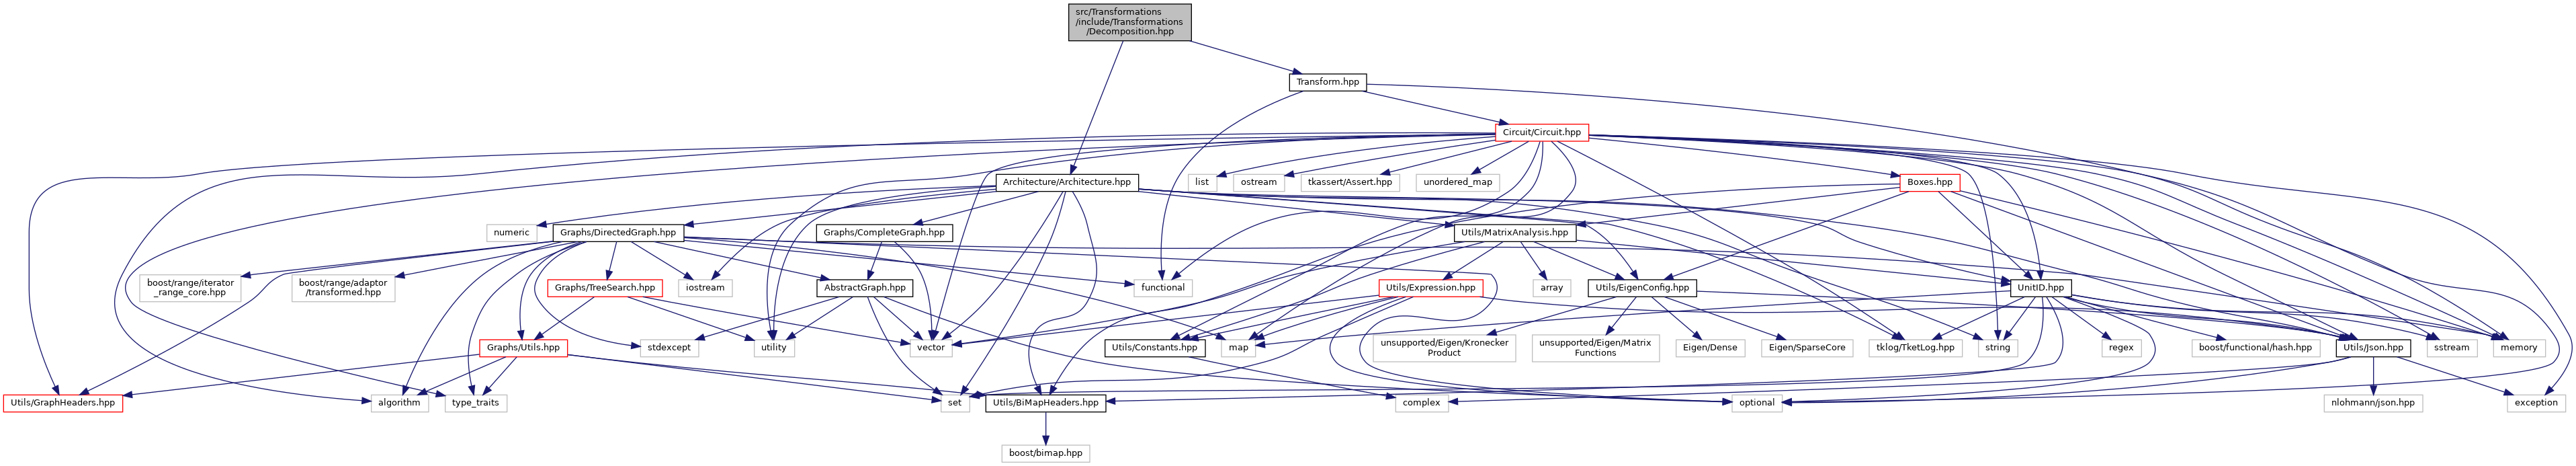 src/Transformations
/include/Transformations
/Decomposition.hpp
Transform.hpp
Circuit/Circuit.hpp
Architecture/Architecture.hpp
list
ostream
tkassert/Assert.hpp
unordered_map
Boxes.hpp
numeric
Graphs/DirectedGraph.hpp
Graphs/CompleteGraph.hpp
Utils/MatrixAnalysis.hpp
boost/range/iterator
_range_core.hpp
boost/range/adaptor
/transformed.hpp
Graphs/TreeSearch.hpp
iostream
AbstractGraph.hpp
functional
Utils/Expression.hpp
array
Utils/EigenConfig.hpp
UnitID.hpp
Graphs/Utils.hpp
stdexcept
utility
vector
Utils/Constants.hpp
map
unsupported/Eigen/Kronecker
Product
unsupported/Eigen/Matrix
Functions
Eigen/Dense
Eigen/SparseCore
tklog/TketLog.hpp
string
regex
boost/functional/hash.hpp
Utils/Json.hpp
sstream
memory
Utils/GraphHeaders.hpp
algorithm
type_traits
set
Utils/BiMapHeaders.hpp
complex
optional
nlohmann/json.hpp
exception
boost/bimap.hpp